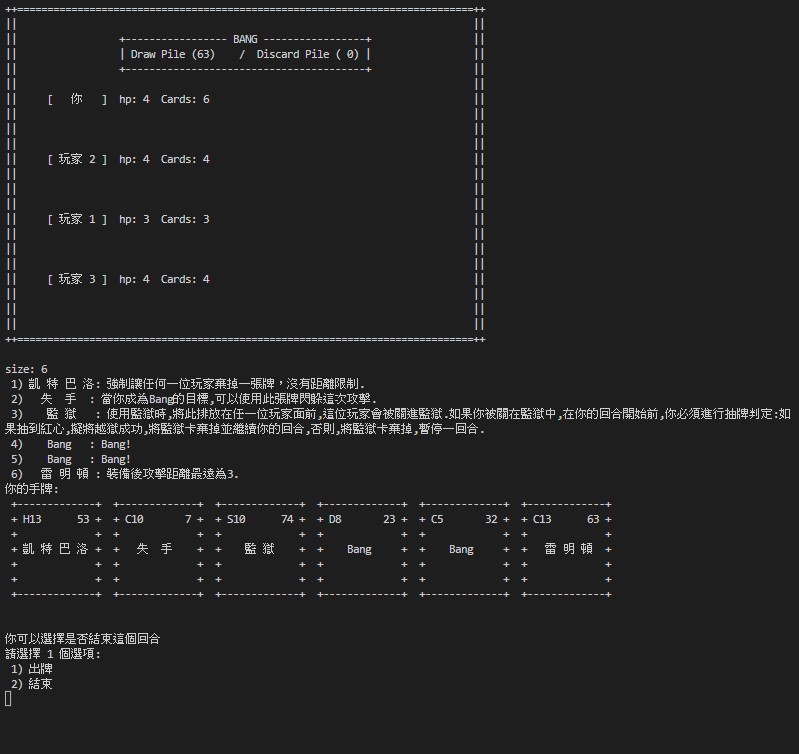 ++============================================================================++
||                                                                            ||
||                 +----------------- BANG -----------------+                 ||
||                 | Draw Pile (63)    /  Discard Pile ( 0) |                 ||
||                 +-----------------------------------------+                 ||
||                                                                            ||
||     [   你   ]  hp: 4  Cards: 6                                            ||
||                                                                            ||
||                                                                            ||
||                                                                            ||
||     [ 玩家 2 ]  hp: 4  Cards: 4                                            ||
||                                                                            ||
||                                                                            ||
||                                                                            ||
||     [ 玩家 1 ]  hp: 3  Cards: 3                                            ||
||                                                                            ||
||                                                                            ||
||                                                                            ||
||     [ 玩家 3 ]  hp: 4  Cards: 4                                            ||
||                                                                            ||
||                                                                            ||
||                                                                            ||
++============================================================================++
size: 6
1) 凱 特 巴 洛: 強制讓任何一位玩家棄掉一張牌，沒有距離限制.
2)   失  手  : 當你成為Bang的目標,可以使用此張牌閃躲這次攻擊.
3)    監 獄   : 使用監獄時,將此排放在任一位玩家面前,這位玩家會被關進監獄.如果你被關在監獄中,在你的回合開始前,你必須進行抽牌判定:如
果抽到紅心,擬將越獄成功,將監獄卡棄掉並繼續你的回合,否則,將監獄卡棄掉,暫停一回合.
4)    Bang   : Bang!
5)    Bang   : Bang!
6)  雷 明 頓 : 裝備後攻擊距離最遠為3.
你的手牌:
+-------------+  +-------------+  +-------------+  +-------------+  +-------------+  +-------------+
+ H13      53 +  + C10       7 +  + S10      74 +  + D8       23 +  + C5       32 +  + C13      63 +
+             +  +             +  +             +  +             +  +             +  +             +
+ 凱 特 巴 洛 +  +   失  手    +  +    監 獄    +  +    Bang     +  +    Bang     +  +   雷 明 頓  +
+             +  +             +  +             +  +             +  +             +  +             +
+             +  +             +  +             +  +             +  +             +  +             +
+-------------+  +-------------+  +-------------+  +-------------+  +-------------+  +-------------+
你可以選擇是否結束這個回合
請選擇 1 個選項:
1) 出牌
2) 結束